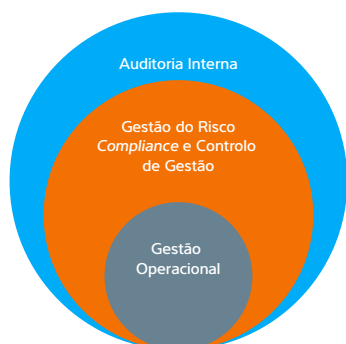 Auditoria Interna
Gestão do Risco
Compliance e Controlo
de Gestão
Gestão
Operacional